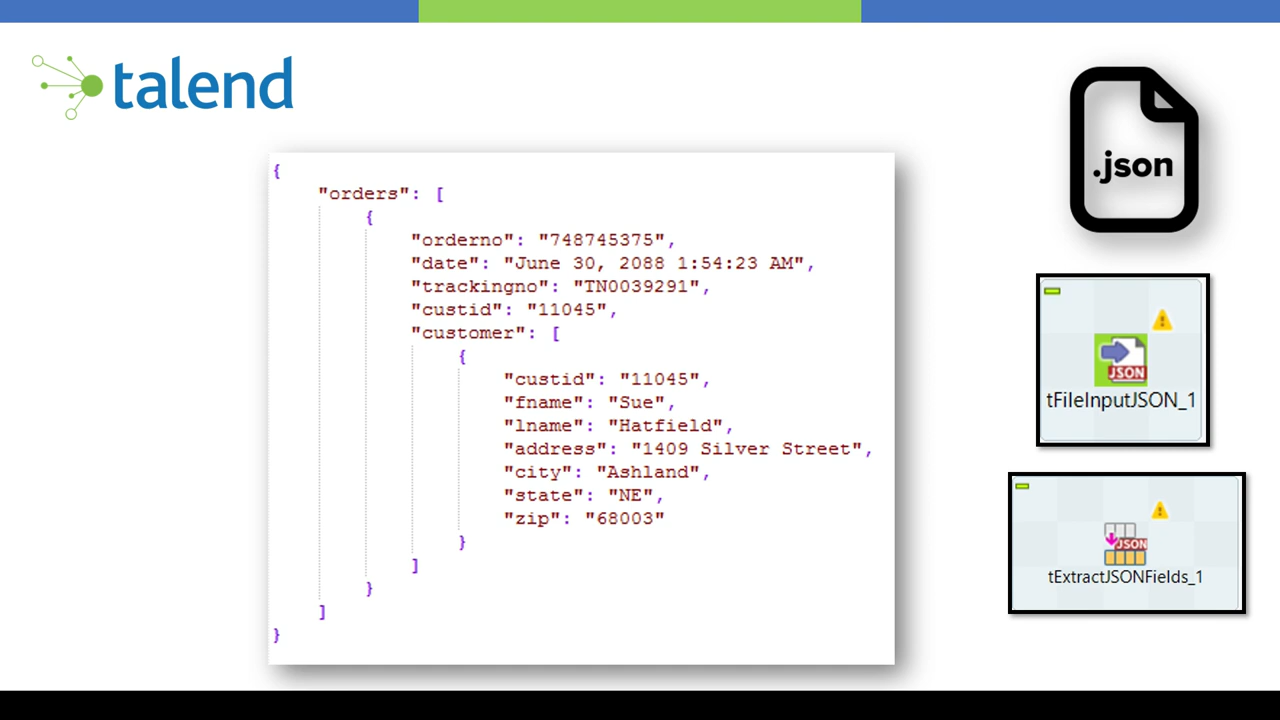 talend
{
"orders": [
{
"orderno": "748745375",
"date": "June 30, 2088 1:54:23 AM",
"trackingno": "TN0039291",
"custid": "11045",
"customer": [
{
"custid": "11045",
"fname": "Sue",
"lname": "Hatfield",
"address": "1409 Silver Street",
"city": "Ashland",
"state": "NE",
"zip": "68003"
}
]
}
]
}
.json
JSON
tFileInputJSON_1
JSON
tExtractJSONFields_1